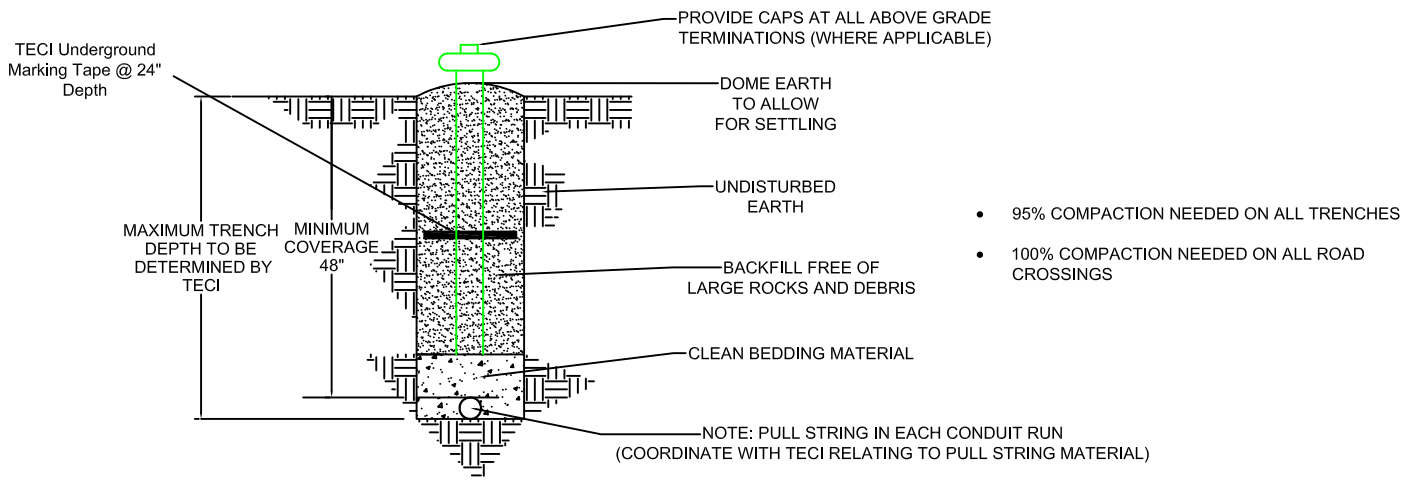 PROVIDE CAPS AT ALL ABOVE GRADE
TERMINATIONS (WHERE APPLICABLE)
TECI Underground
Marking Tape @ 24"
Depth
DOME EARTH
TO ALLOW
FOR SETTLING
UNDISTURBED
EARTH
MAXIMUM TRENCH
DEPTH TO BE
DETERMINED BY
TECI
MINIMUM
COVERAGE
48"
BACKFILL FREE OF
LARGE ROCKS AND DEBRIS
CLEAN BEDDING MATERIAL
NOTE: PULL STRING IN EACH CONDUIT RUN
(COORDINATE WITH TECI RELATING TO PULL STRING MATERIAL)
• 95% COMPACTION NEEDED ON ALL TRENCHES
• 100% COMPACTION NEEDED ON ALL ROAD
CROSSINGS